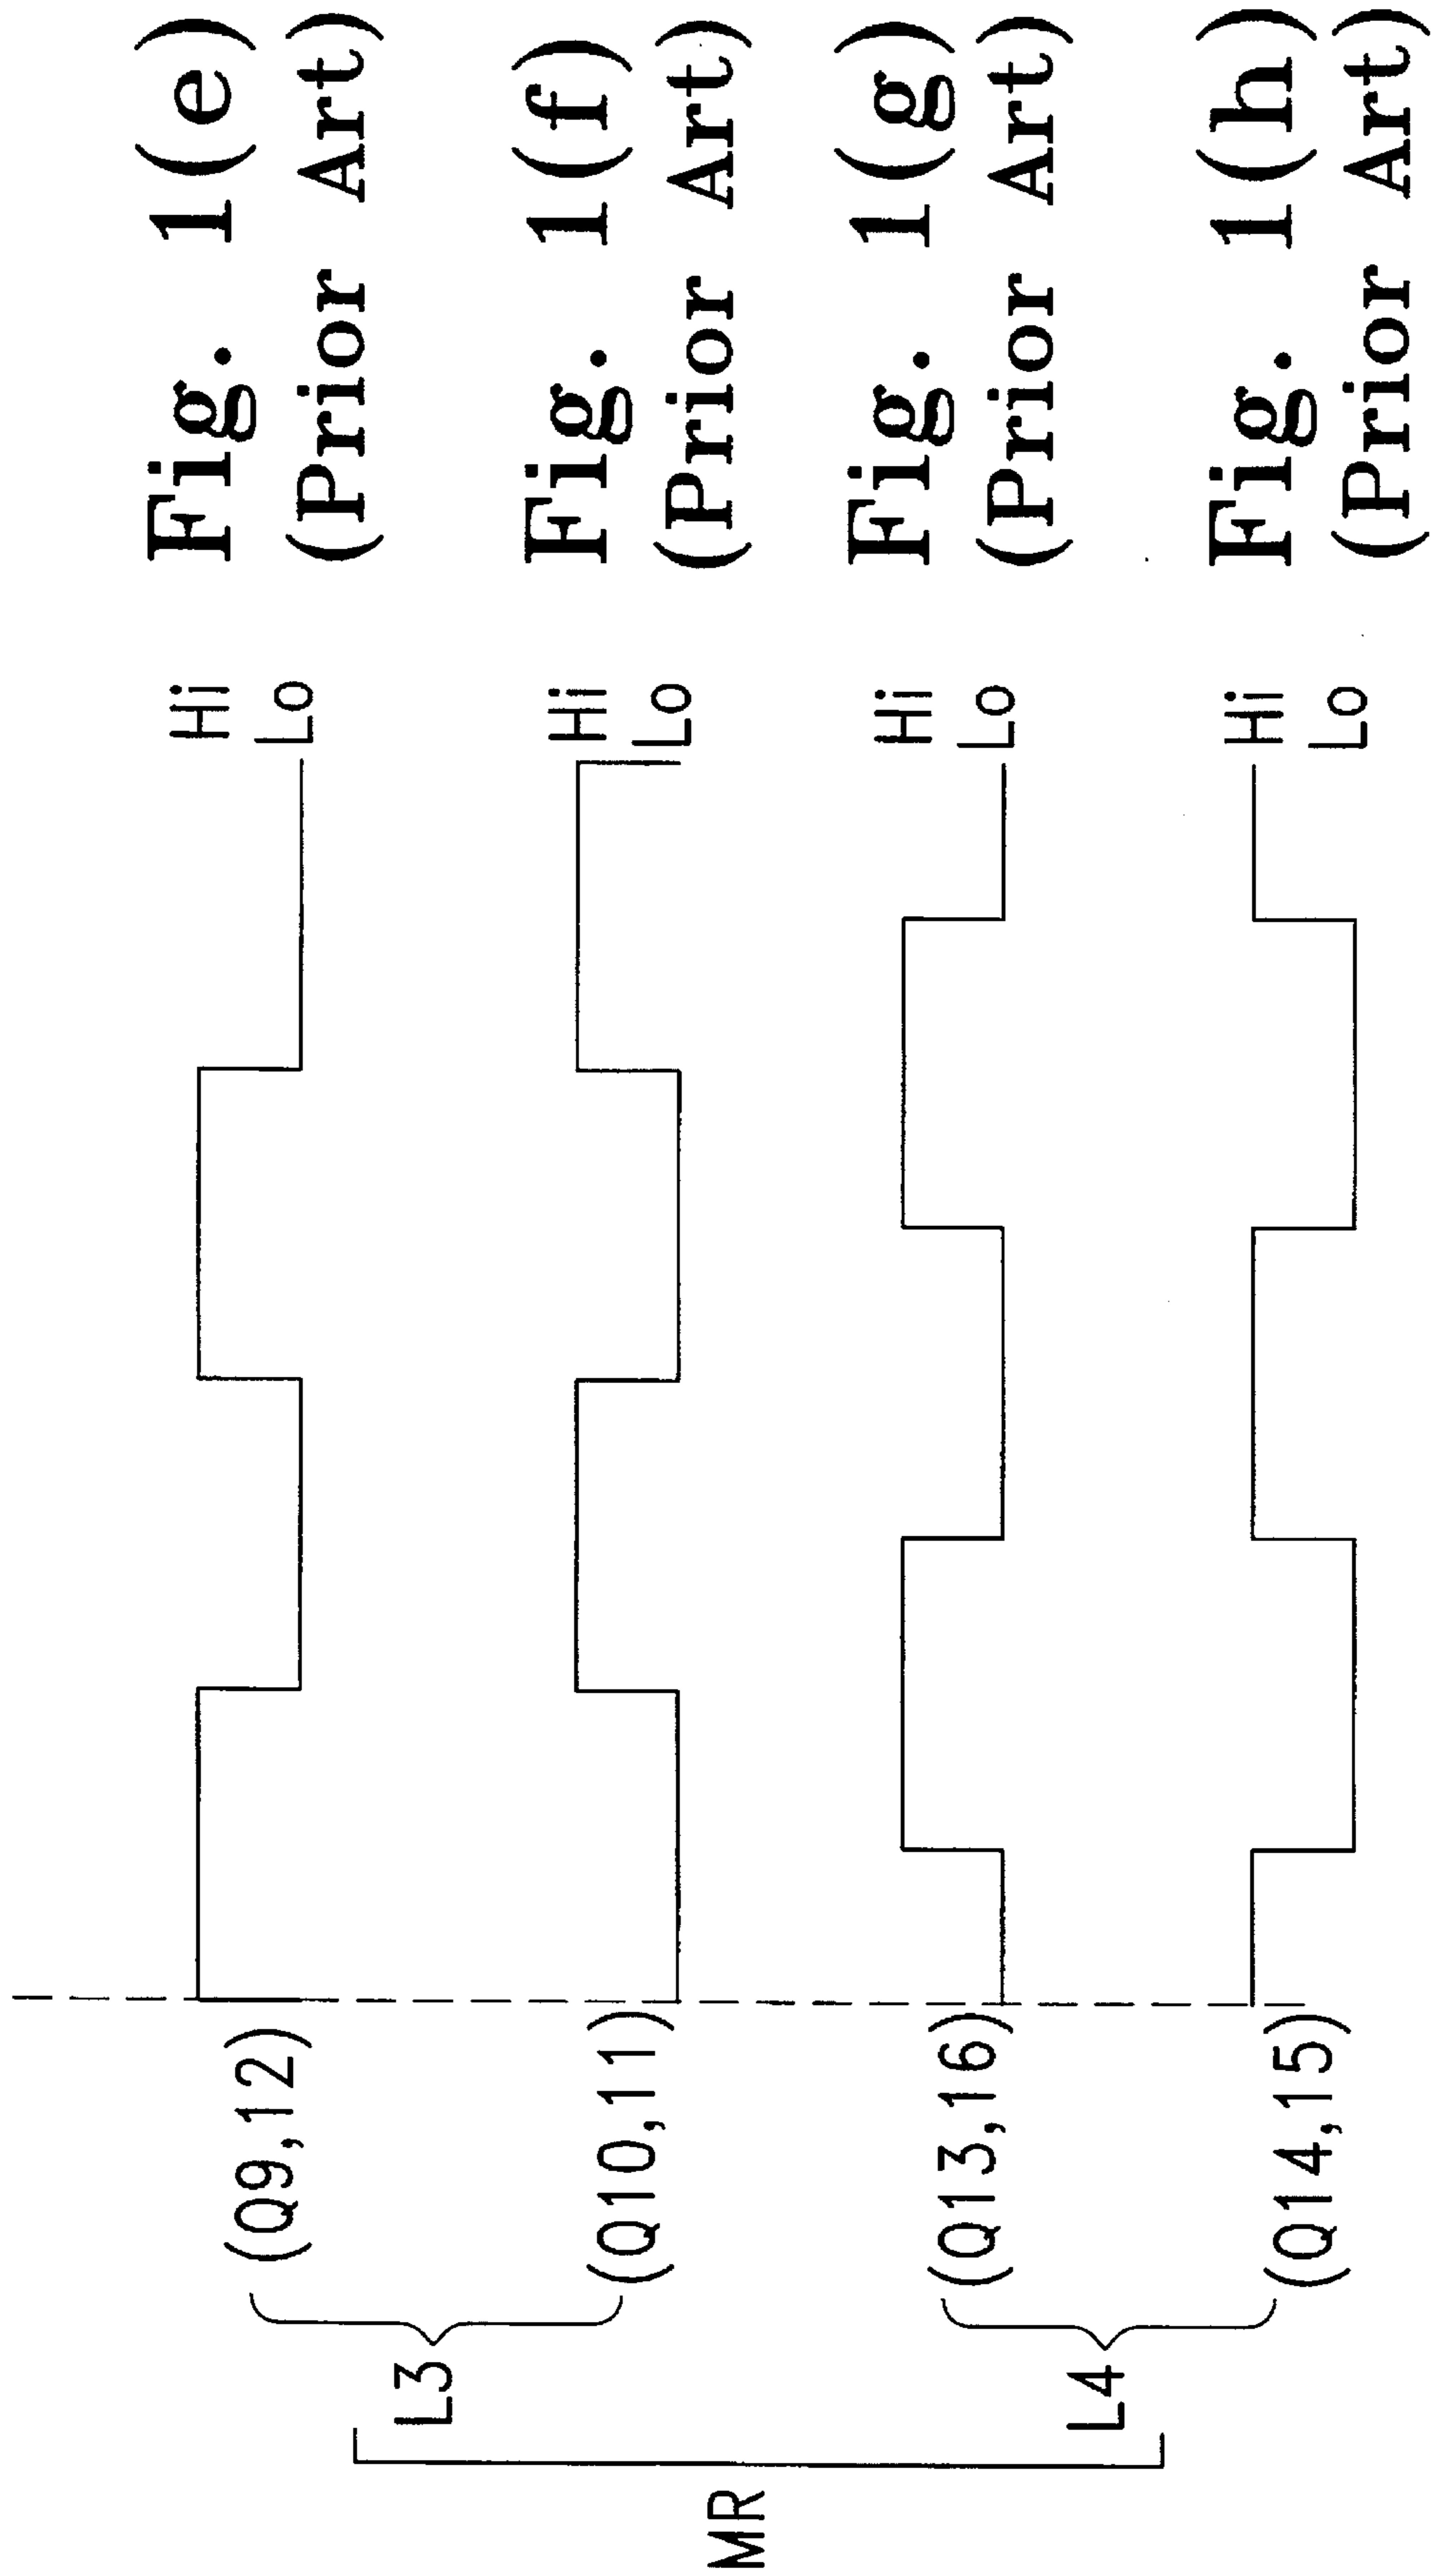 MR
L3
(Q9,12)
Hi
Lo
Fig. 1(e)
(Prior Art)
(Q10,11)
Hi
Lo
Fig. 1(f)
(Prior Art)
L4
(Q13,16)
Hi
Lo
Fig. 1(g)
(Prior Art)
(Q14,15)
Hi
Lo
Fig. 1(h)
(Prior Art)